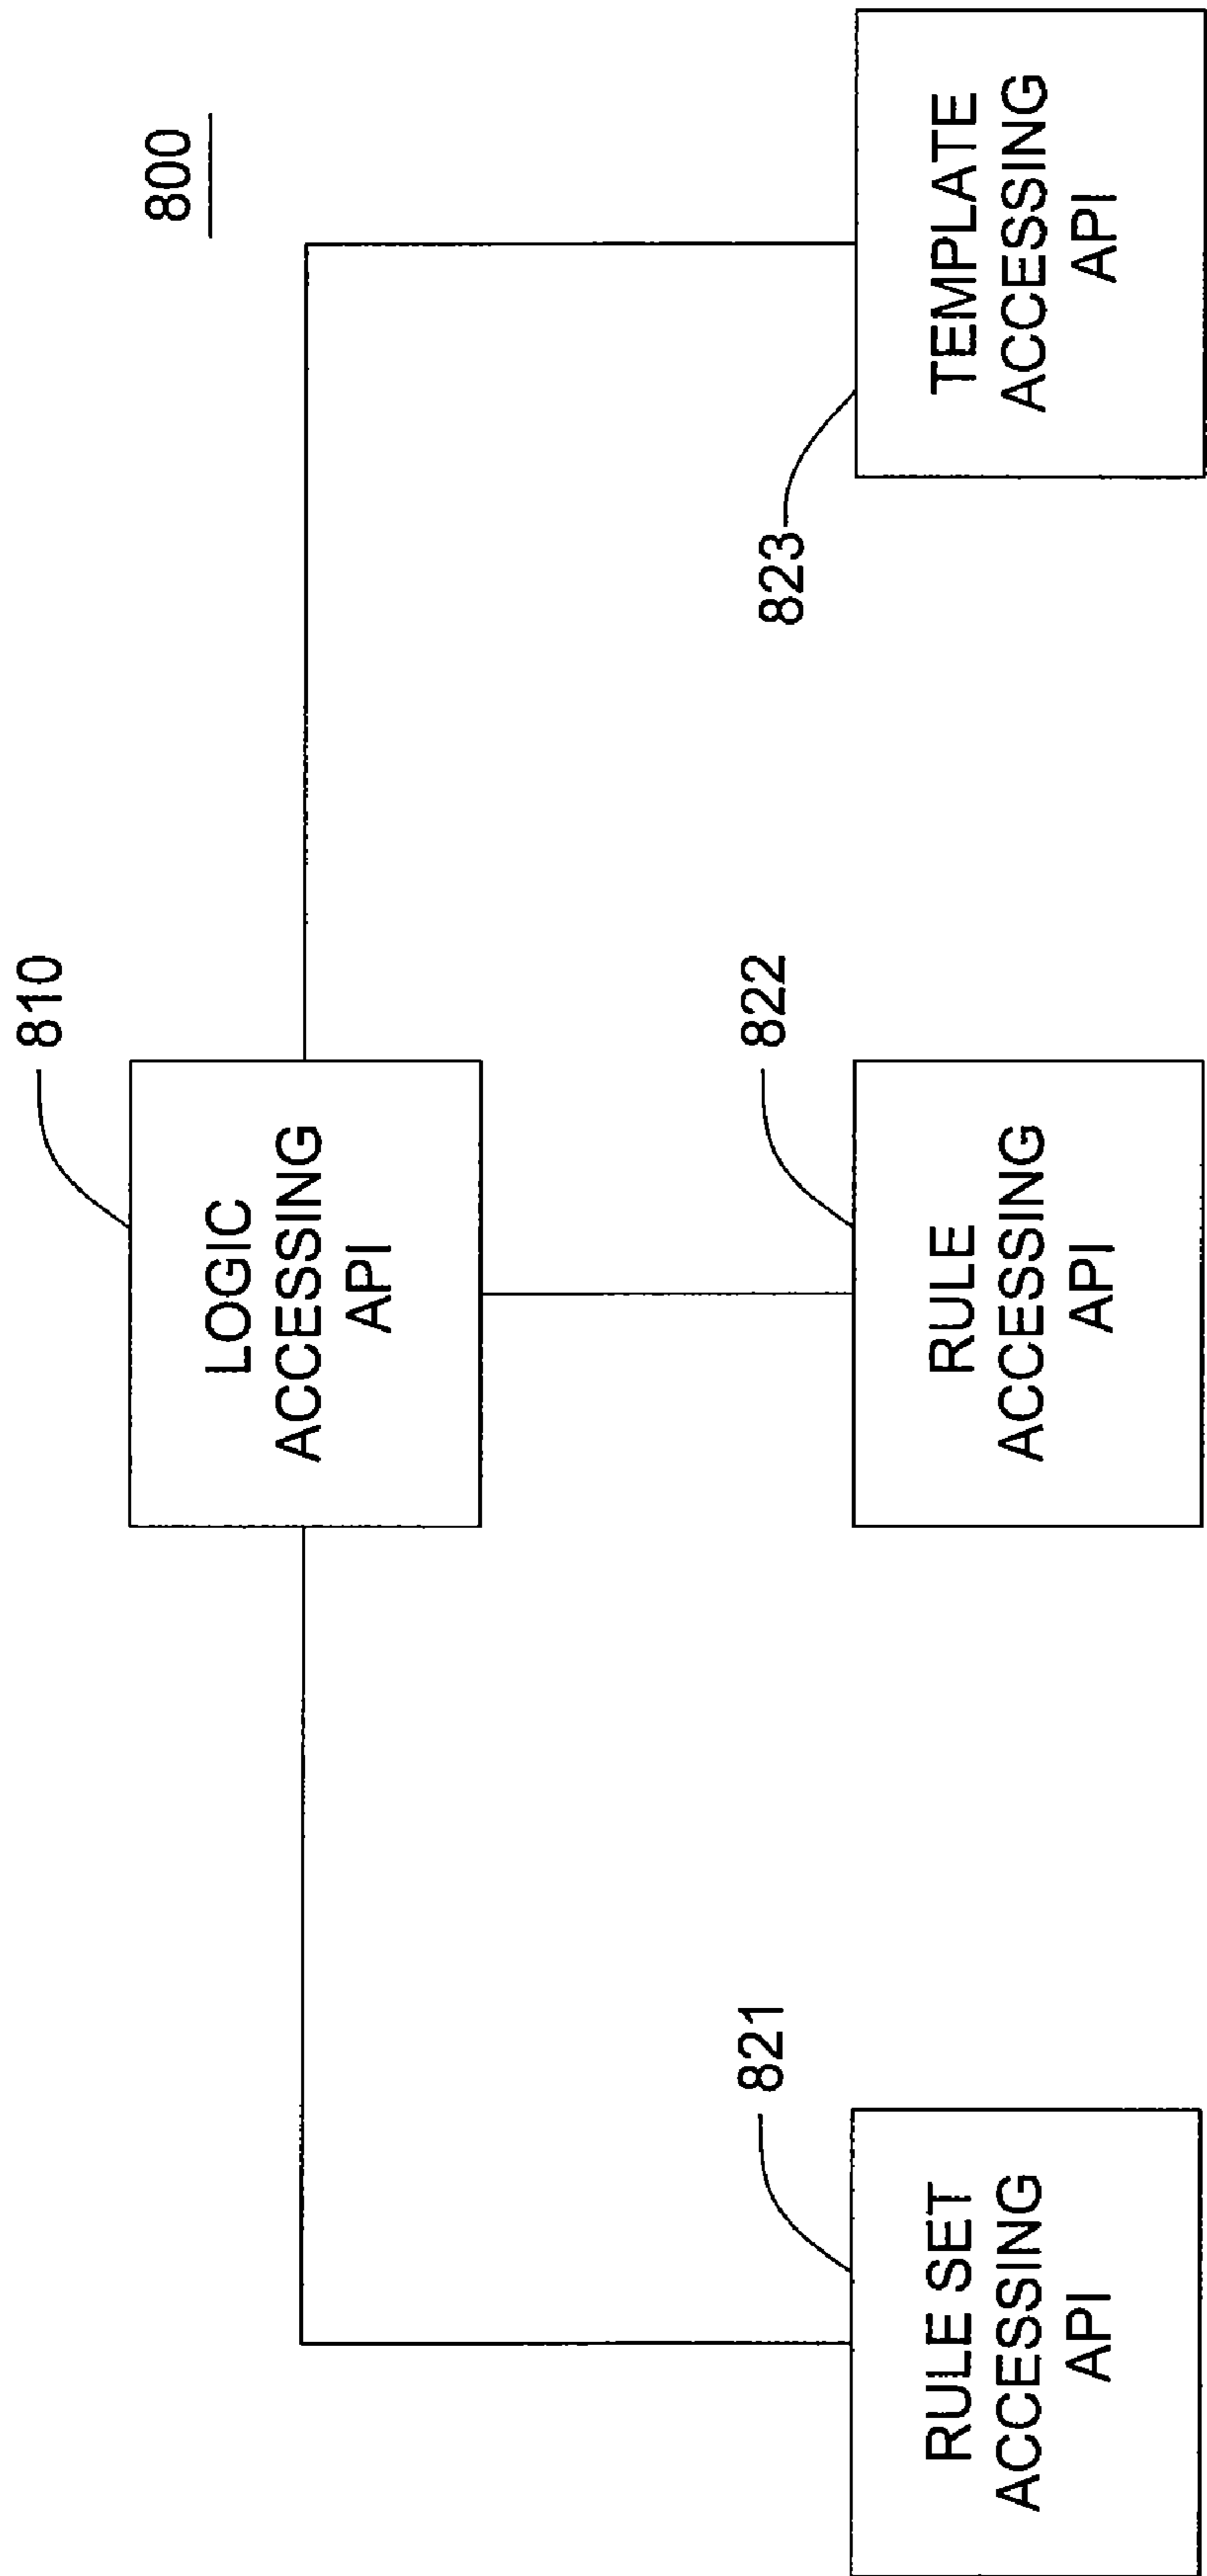 800
810
LOGIC
ACCESSING
API
821
RULE SET
ACCESSING
API
822
RULE
ACCESSING
API
823
TEMPLATE
ACCESSING
API